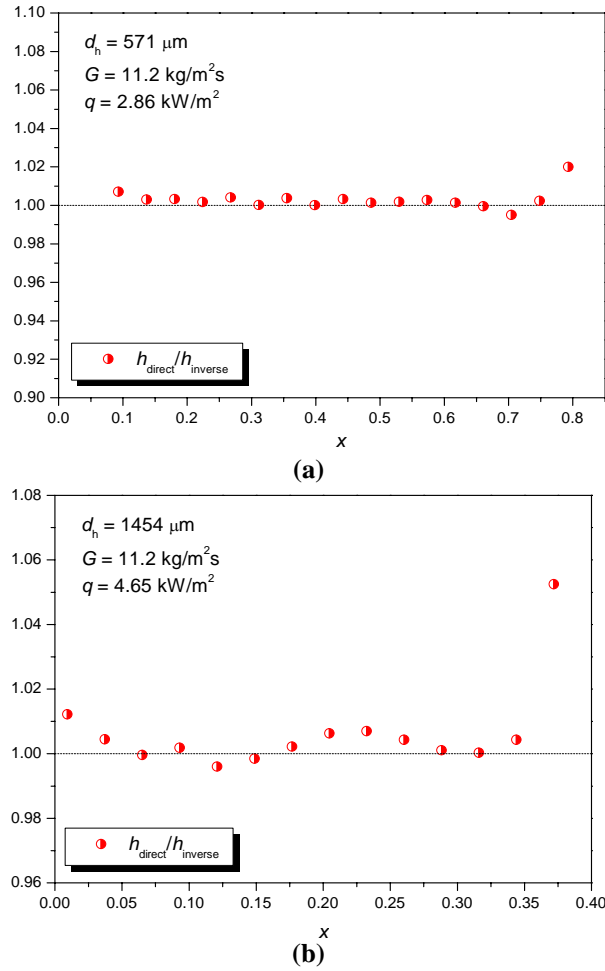 1.10
1.08
1.06
1.04
1.02
1.00
0.98
0.96
0.94
0.92
0.90
d_h = 571 μm
G = 11.2 kg/m²s
q = 2.86 kW/m²
h_direct/h_inverse
0.0 0.1 0.2 0.3 0.4 0.5 0.6 0.7 0.8
x
(a)
1.08
1.06
1.04
1.02
1.00
0.98
0.96
d_h = 1454 μm
G = 11.2 kg/m²s
q = 4.65 kW/m²
h_direct/h_inverse
0.00 0.05 0.10 0.15 0.20 0.25 0.30 0.35 0.40
x
(b)